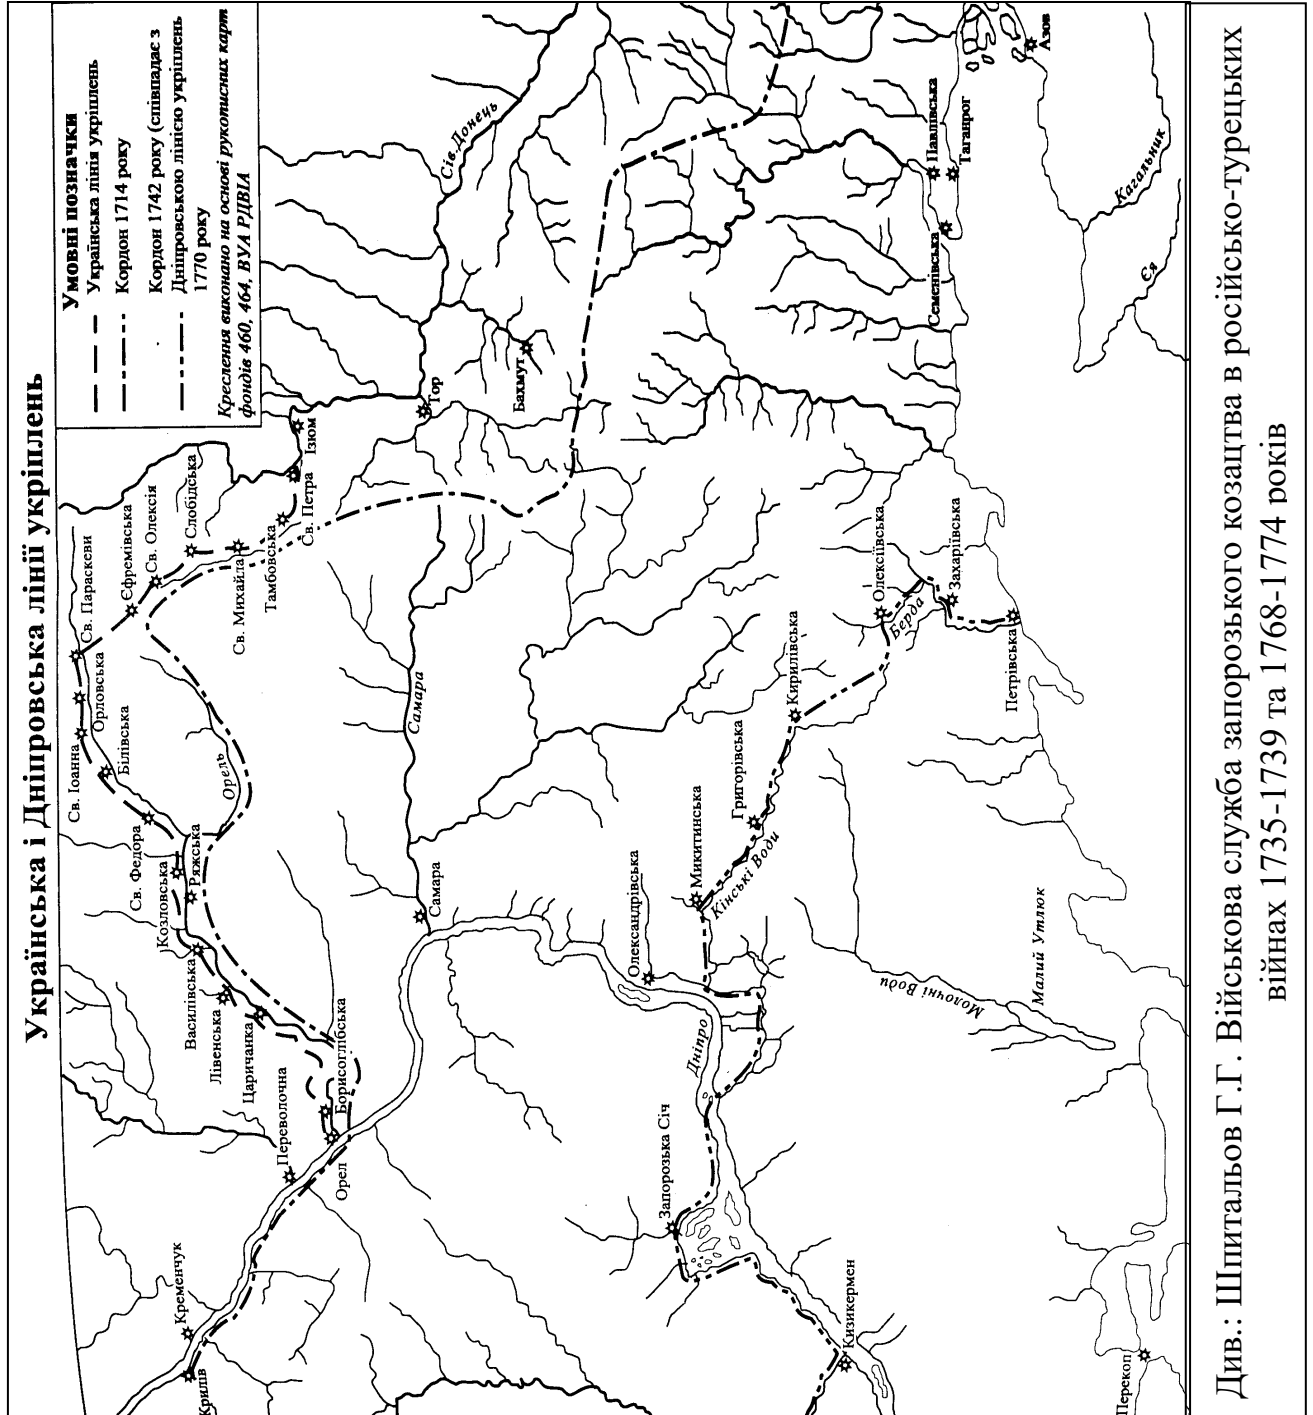 Українська і Дніпровська лінії укріплень
Умовні позначки
Українська лінія укріплень
Кордон 1714 року
Кордон 1742 року (співпадає з
Дніпровською лінією укріплень
1770 року
Креслення виконано на основі рукописних карт
фондів 460, 464, ВУА РДВІА
Крилів
Кременчук
Переволочна
Орел
Борисоглібська
Царичанка
Лівенська
Василівська
Козловська
Ряжська
Св. Федора
Білівська
Св. Іоанна
Орловська
Св. Параскеви
Єфремівська
Св. Олексія
Слобідська
Св. Михайла
Тамбовська
Св. Петра
Ізюм
Тор
Бахмут
Сів. Донець
Орель
Самара
Самара
Олександрівська
Микитинська
Григорівська
Кінські Води
Кирилівська
Олексіївська
Берда
Захаріївська
Петрівська
Семенівська
Павлівська
Таганрог
Азов
Кагальник
Єя
Дніпро
Запорозька Січ
Кизикермен
Перекоп
Молочні Води
Малий Утлюк
Див.: Шпитальов Г.Г. Військова служба запорозького козацтва в російсько-турецьких
війнах 1735-1739 та 1768-1774 років